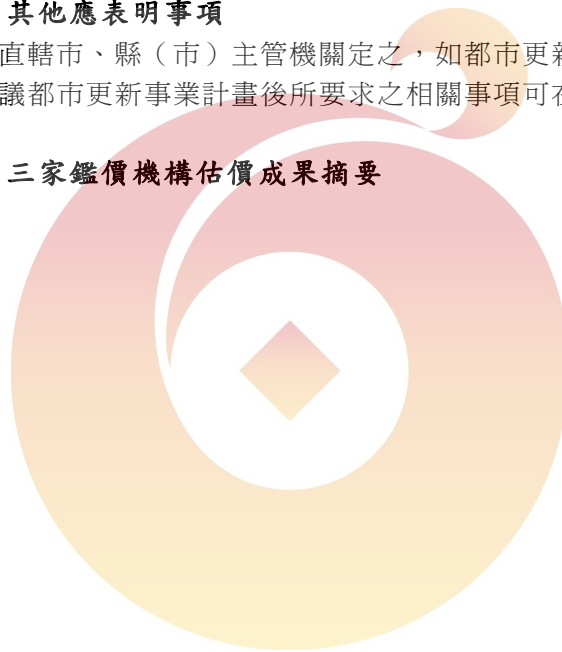 其他應表明事項
直轄市、縣（市）主管機關定之，如都市更新
議都市更新事業計畫後所要求之相關事項可在
三家鑑價機構估價成果摘要